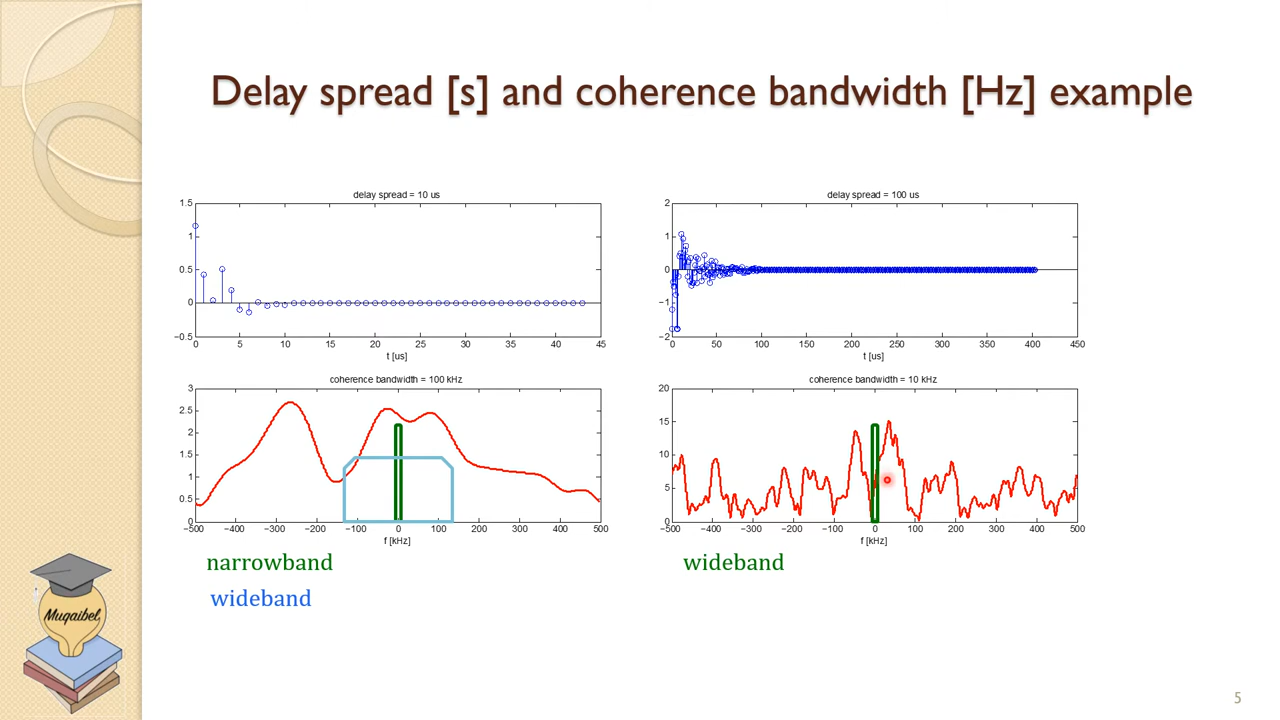 Delay spread [s] and coherence bandwidth [Hz] example
delay spread = 10 us
1.5
1
0.5
0
−0.5
0 5 10 15 20 25 30 35 40 45
t [us]
coherence bandwidth = 100 kHz
3
2.5
2
1.5
1
0.5
0
−500 −400 −300 −200 −100 0 100 200 300 400 500
f [kHz]
narrowband
wideband
delay spread = 100 us
2
1
0
−1
−2
0 50 100 150 200 250 300 350 400 450
t [us]
coherence bandwidth = 10 kHz
20
15
10
5
0
−500 −400 −300 −200 −100 0 100 200 300 400 500
f [kHz]
wideband
Muqaibel
5